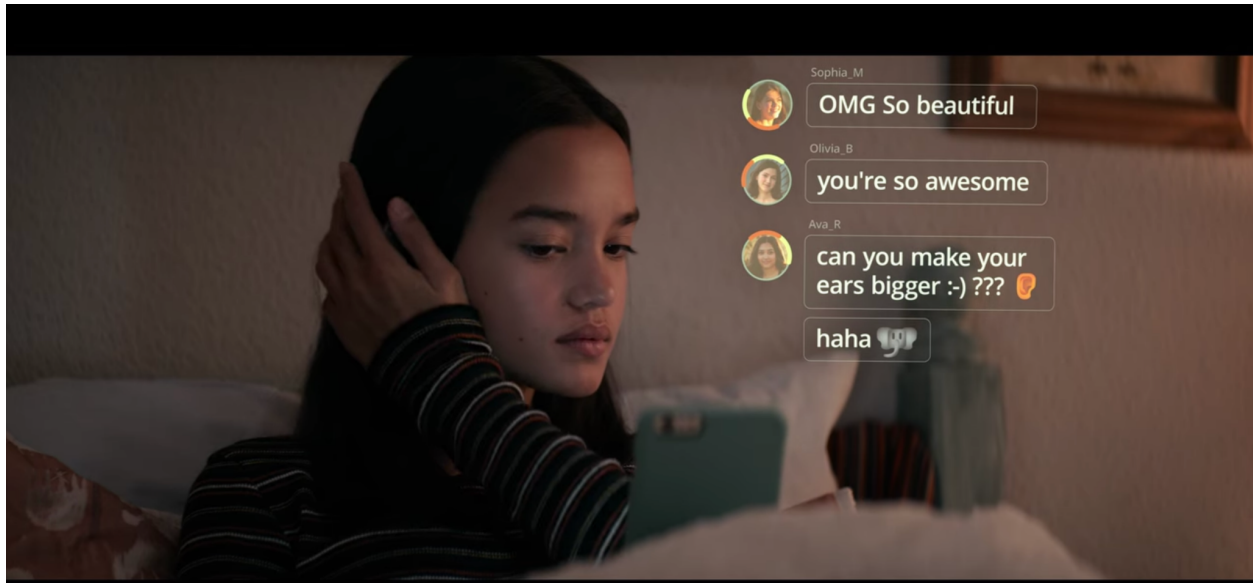 Sophia_M
OMG So beautiful
Olivia_B
you're so awesome
Ava_R
can you make your
ears bigger :-) ??? 👂
haha 🐘